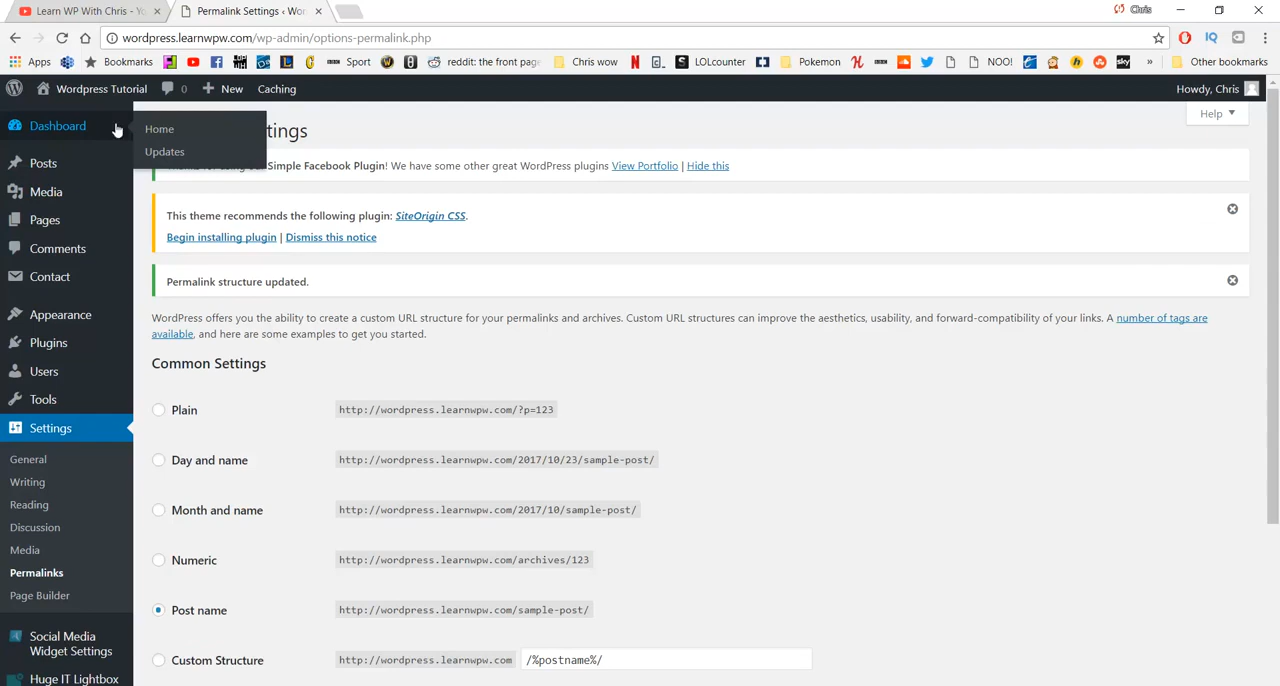 Learn WP With Chris - Yo
Permalink Settings ‹ Wor
Chris
wordpress.learnwpw.com/wp-admin/options-permalink.php
Apps
Bookmarks
Sport
reddit: the front pag
Chris wow
LOLcounter
Pokemon
NOO!
sky
»
Other bookmarks
WordPress Tutorial
0
New
Caching
Howdy, Chris
Dashboard
Home
Updates
Posts
Media
Pages
Comments
Contact
Appearance
Plugins
Users
Tools
Settings
General
Writing
Reading
Discussion
Media
Permalinks
Page Builder
Social Media
Widget Settings
Huge IT Lightbox
Help
ttings
Simple Facebook Plugin! We have some other great WordPress plugins View Portfolio | Hide this
This theme recommends the following plugin: SiteOrigin CSS.
Begin installing plugin | Dismiss this notice
Permalink structure updated.
WordPress offers you the ability to create a custom URL structure for your permalinks and archives. Custom URL structures can improve the aesthetics, usability, and forward-compatibility of your links. A number of tags are
available, and here are some examples to get you started.
Common Settings
Plain http://wordpress.learnwpw.com/?p=123
Day and name http://wordpress.learnwpw.com/2017/10/23/sample-post/
Month and name http://wordpress.learnwpw.com/2017/10/sample-post/
Numeric http://wordpress.learnwpw.com/archives/123
Post name http://wordpress.learnwpw.com/sample-post/
Custom Structure http://wordpress.learnwpw.com /%postname%/